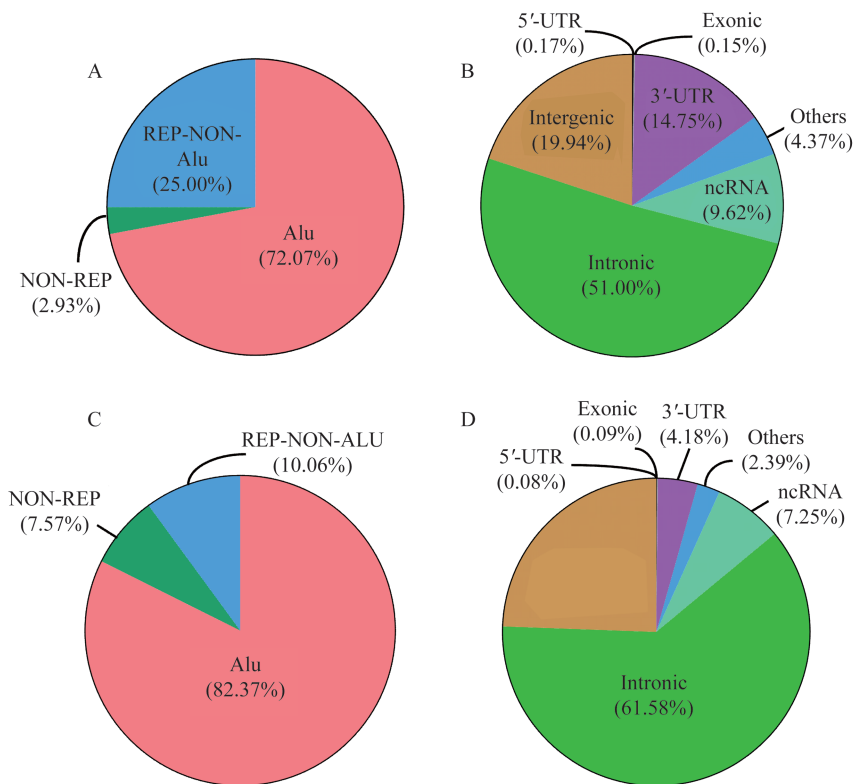 A
REP-NON-
Alu
(25.00%)
Alu
(72.07%)
NON-REP
(2.93%)
B
5′-UTR
(0.17%)
Exonic
(0.15%)
3′-UTR
(14.75%)
Others
(4.37%)
Intergenic
(19.94%)
ncRNA
(9.62%)
Intronic
(51.00%)
C
REP-NON-ALU
(10.06%)
NON-REP
(7.57%)
Alu
(82.37%)
D
Exonic
(0.09%)
3′-UTR
(4.18%)
Others
(2.39%)
5′-UTR
(0.08%)
ncRNA
(7.25%)
Intronic
(61.58%)